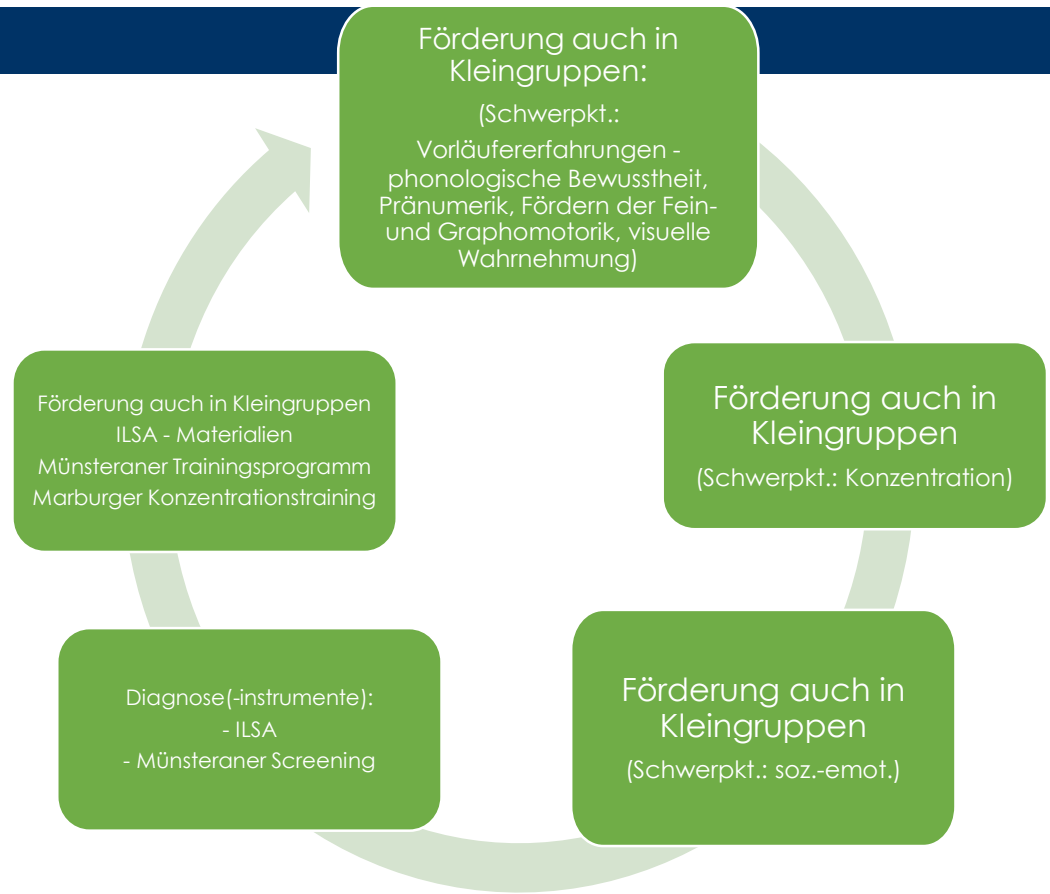 Förderung auch in
Kleingruppen:
(Schwerpkt.:
Vorläufererfahrungen -
phonologische Bewusstheit,
Pränumerik, Fördern der Fein-
und Graphomotorik, visuelle
Wahrnehmung)
Förderung auch in
Kleingruppen
(Schwerpkt.: Konzentration)
Förderung auch in
Kleingruppen
(Schwerpkt.: soz.-emot.)
Diagnose(-instrumente):
- ILSA
- Münsteraner Screening
Förderung auch in Kleingruppen
ILSA - Materialien
Münsteraner Trainingsprogramm
Marburger Konzentrationstraining